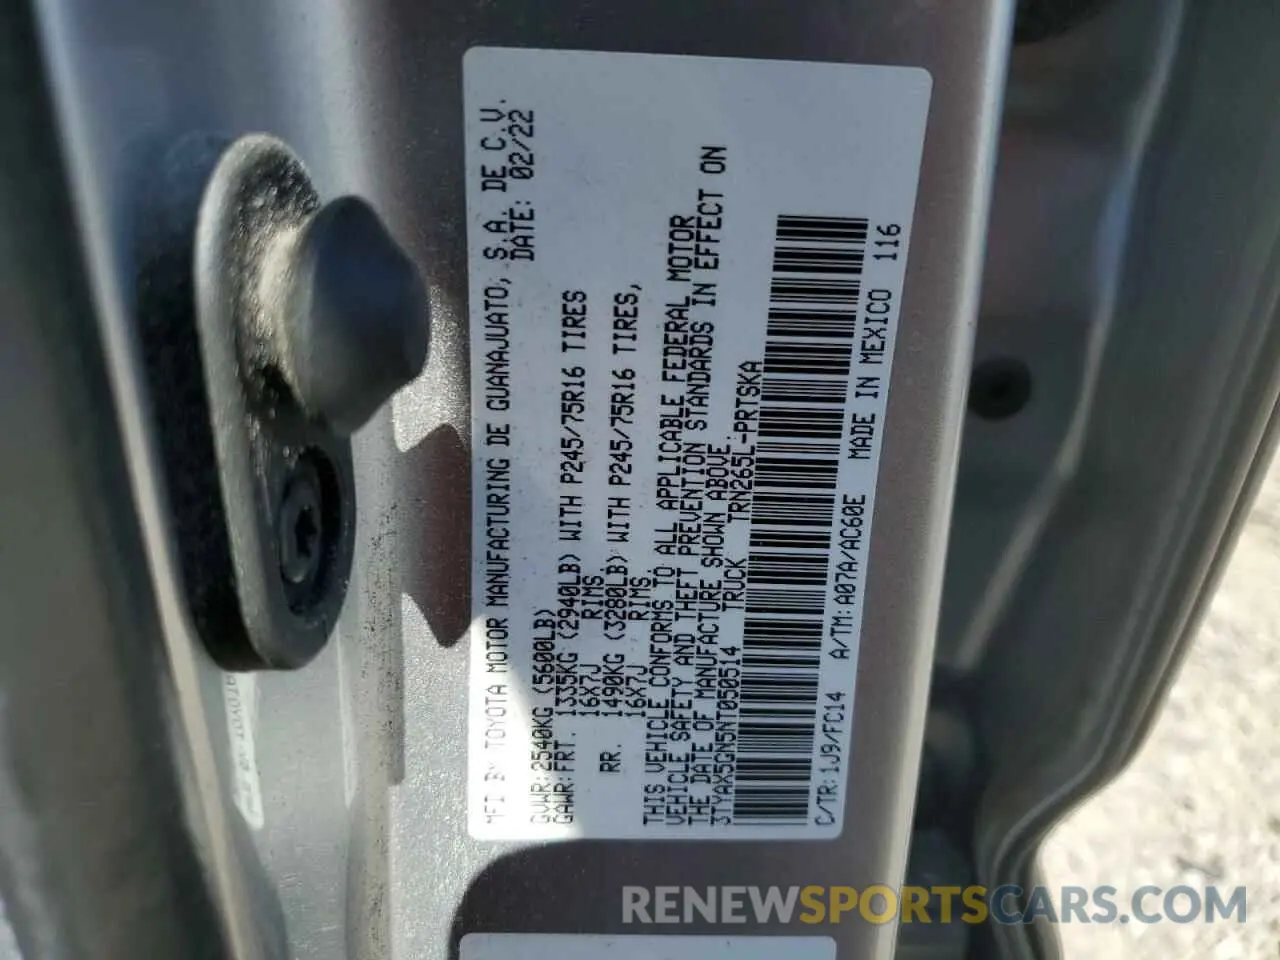 MFD BY TOYOTA MOTOR MANUFACTURING DE GUANAJUATO, S.A. DE C.V.
DATE: 02/22
GVWR: 2540KG (5600LB)
GAWR: FRT. 1335KG (2940LB) WITH P245/75R16 TIRES
16X7J RIMS
RR. 1490KG (3280LB) WITH P245/75R16 TIRES,
16X7J RIMS.
THIS VEHICLE CONFORMS TO ALL APPLICABLE FEDERAL MOTOR
VEHICLE SAFETY AND THEFT PREVENTION STANDARDS IN EFFECT ON
THE DATE OF MANUFACTURE SHOWN ABOVE.
3TYAX5GN5NT050514 TRUCK TRN265L-PRTSKA
C/TR: 1J9/FC14 A/TM: A07A/AC60E MADE IN MEXICO 116
RENEWSPORTSCARS.COM